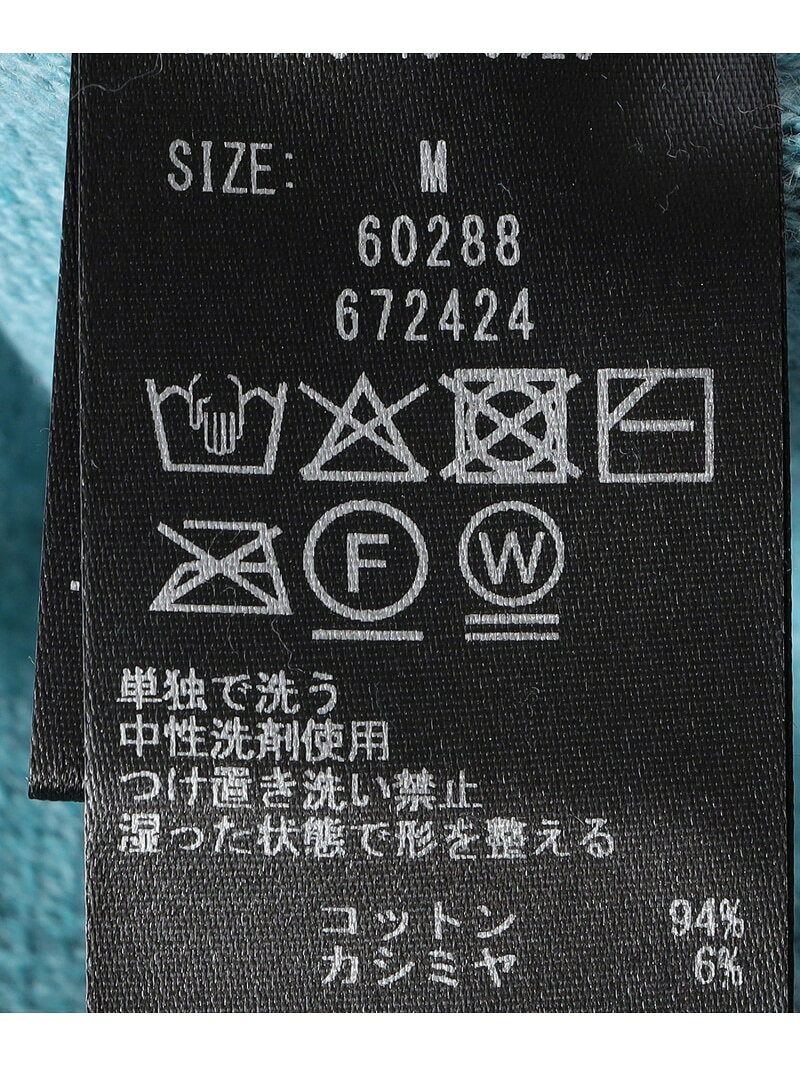 SIZE: M
60288
672424
F W
単独で洗う
中性洗剤使用
つけ置き洗い禁止
湿った状態で形を整える
コットン 94%
カシミヤ 6%